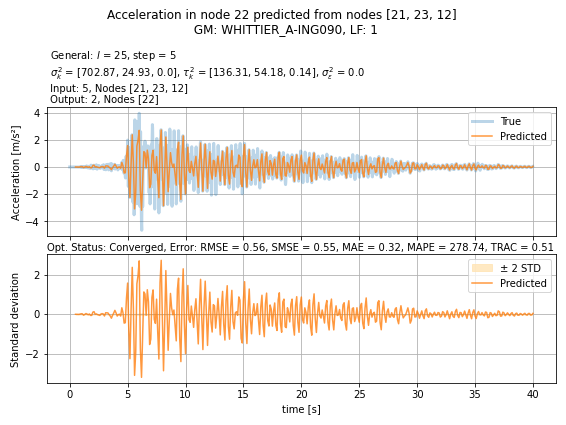 Acceleration in node 22 predicted from nodes [21, 23, 12]
GM: WHITTIER_A-ING090, LF: 1
General: l = 25, step = 5
σ²ₖ = [702.87, 24.93, 0.0], τ²ₖ = [136.31, 54.18, 0.14], σ²ε = 0.0
Input: 5, Nodes [21, 23, 12]
Output: 2, Nodes [22]
Acceleration [m/s²]
4
2
0
−2
−4
True
Predicted
Opt. Status: Converged, Error: RMSE = 0.56, SMSE = 0.55, MAE = 0.32, MAPE = 278.74, TRAC = 0.51
Standard deviation
2
0
−2
± 2 STD
Predicted
0 5 10 15 20 25 30 35 40
time [s]